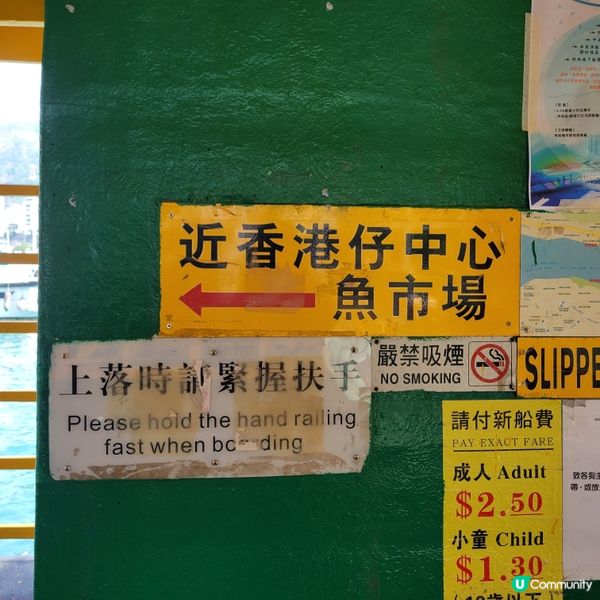 近香港仔中心
魚市場
上落時請緊握扶手
Please hold the hand railing
fast when boarding
嚴禁吸煙
NO SMOKING
SLIPPE
請付新船費
PAY EXACT FARE
成人 Adult
$2.50
小童 Child
$1.30
致各
U Community